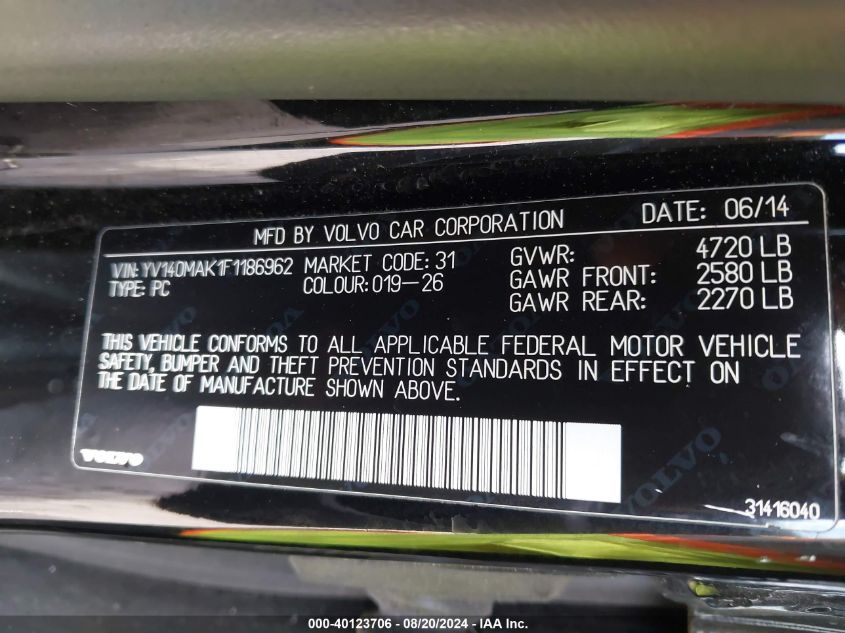 MFD BY VOLVO CAR CORPORATION DATE: 06/14
VIN: YV140MAK1F1186962 MARKET CODE: 31 GVWR: 4720 LB
TYPE: PC COLOUR: 019-26 GAWR FRONT: 2580 LB
GAWR REAR: 2270 LB
THIS VEHICLE CONFORMS TO ALL APPLICABLE FEDERAL MOTOR VEHICLE
SAFETY, BUMPER AND THEFT PREVENTION STANDARDS IN EFFECT ON
THE DATE OF MANUFACTURE SHOWN ABOVE.
VOLVO
31416040
000-40123706 - 08/20/2024 - IAA Inc.